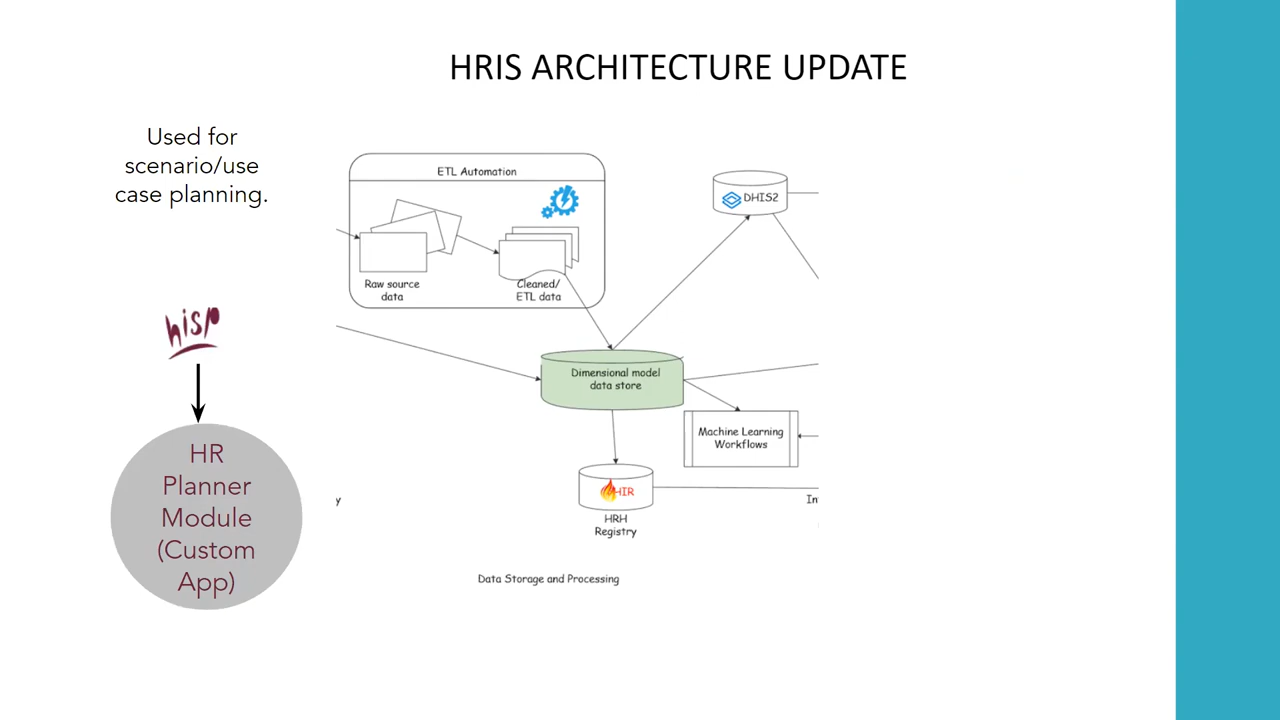 HRIS ARCHITECTURE UPDATE
Used for
scenario/use
case planning.
hisp
HR
Planner
Module
(Custom
App)
ETL Automation
Raw source
data
Cleaned/
ETL data
DHIS2
Dimensional model
data store
Machine Learning
Workflows
HIR
HRH
Registry
y
In
Data Storage and Processing